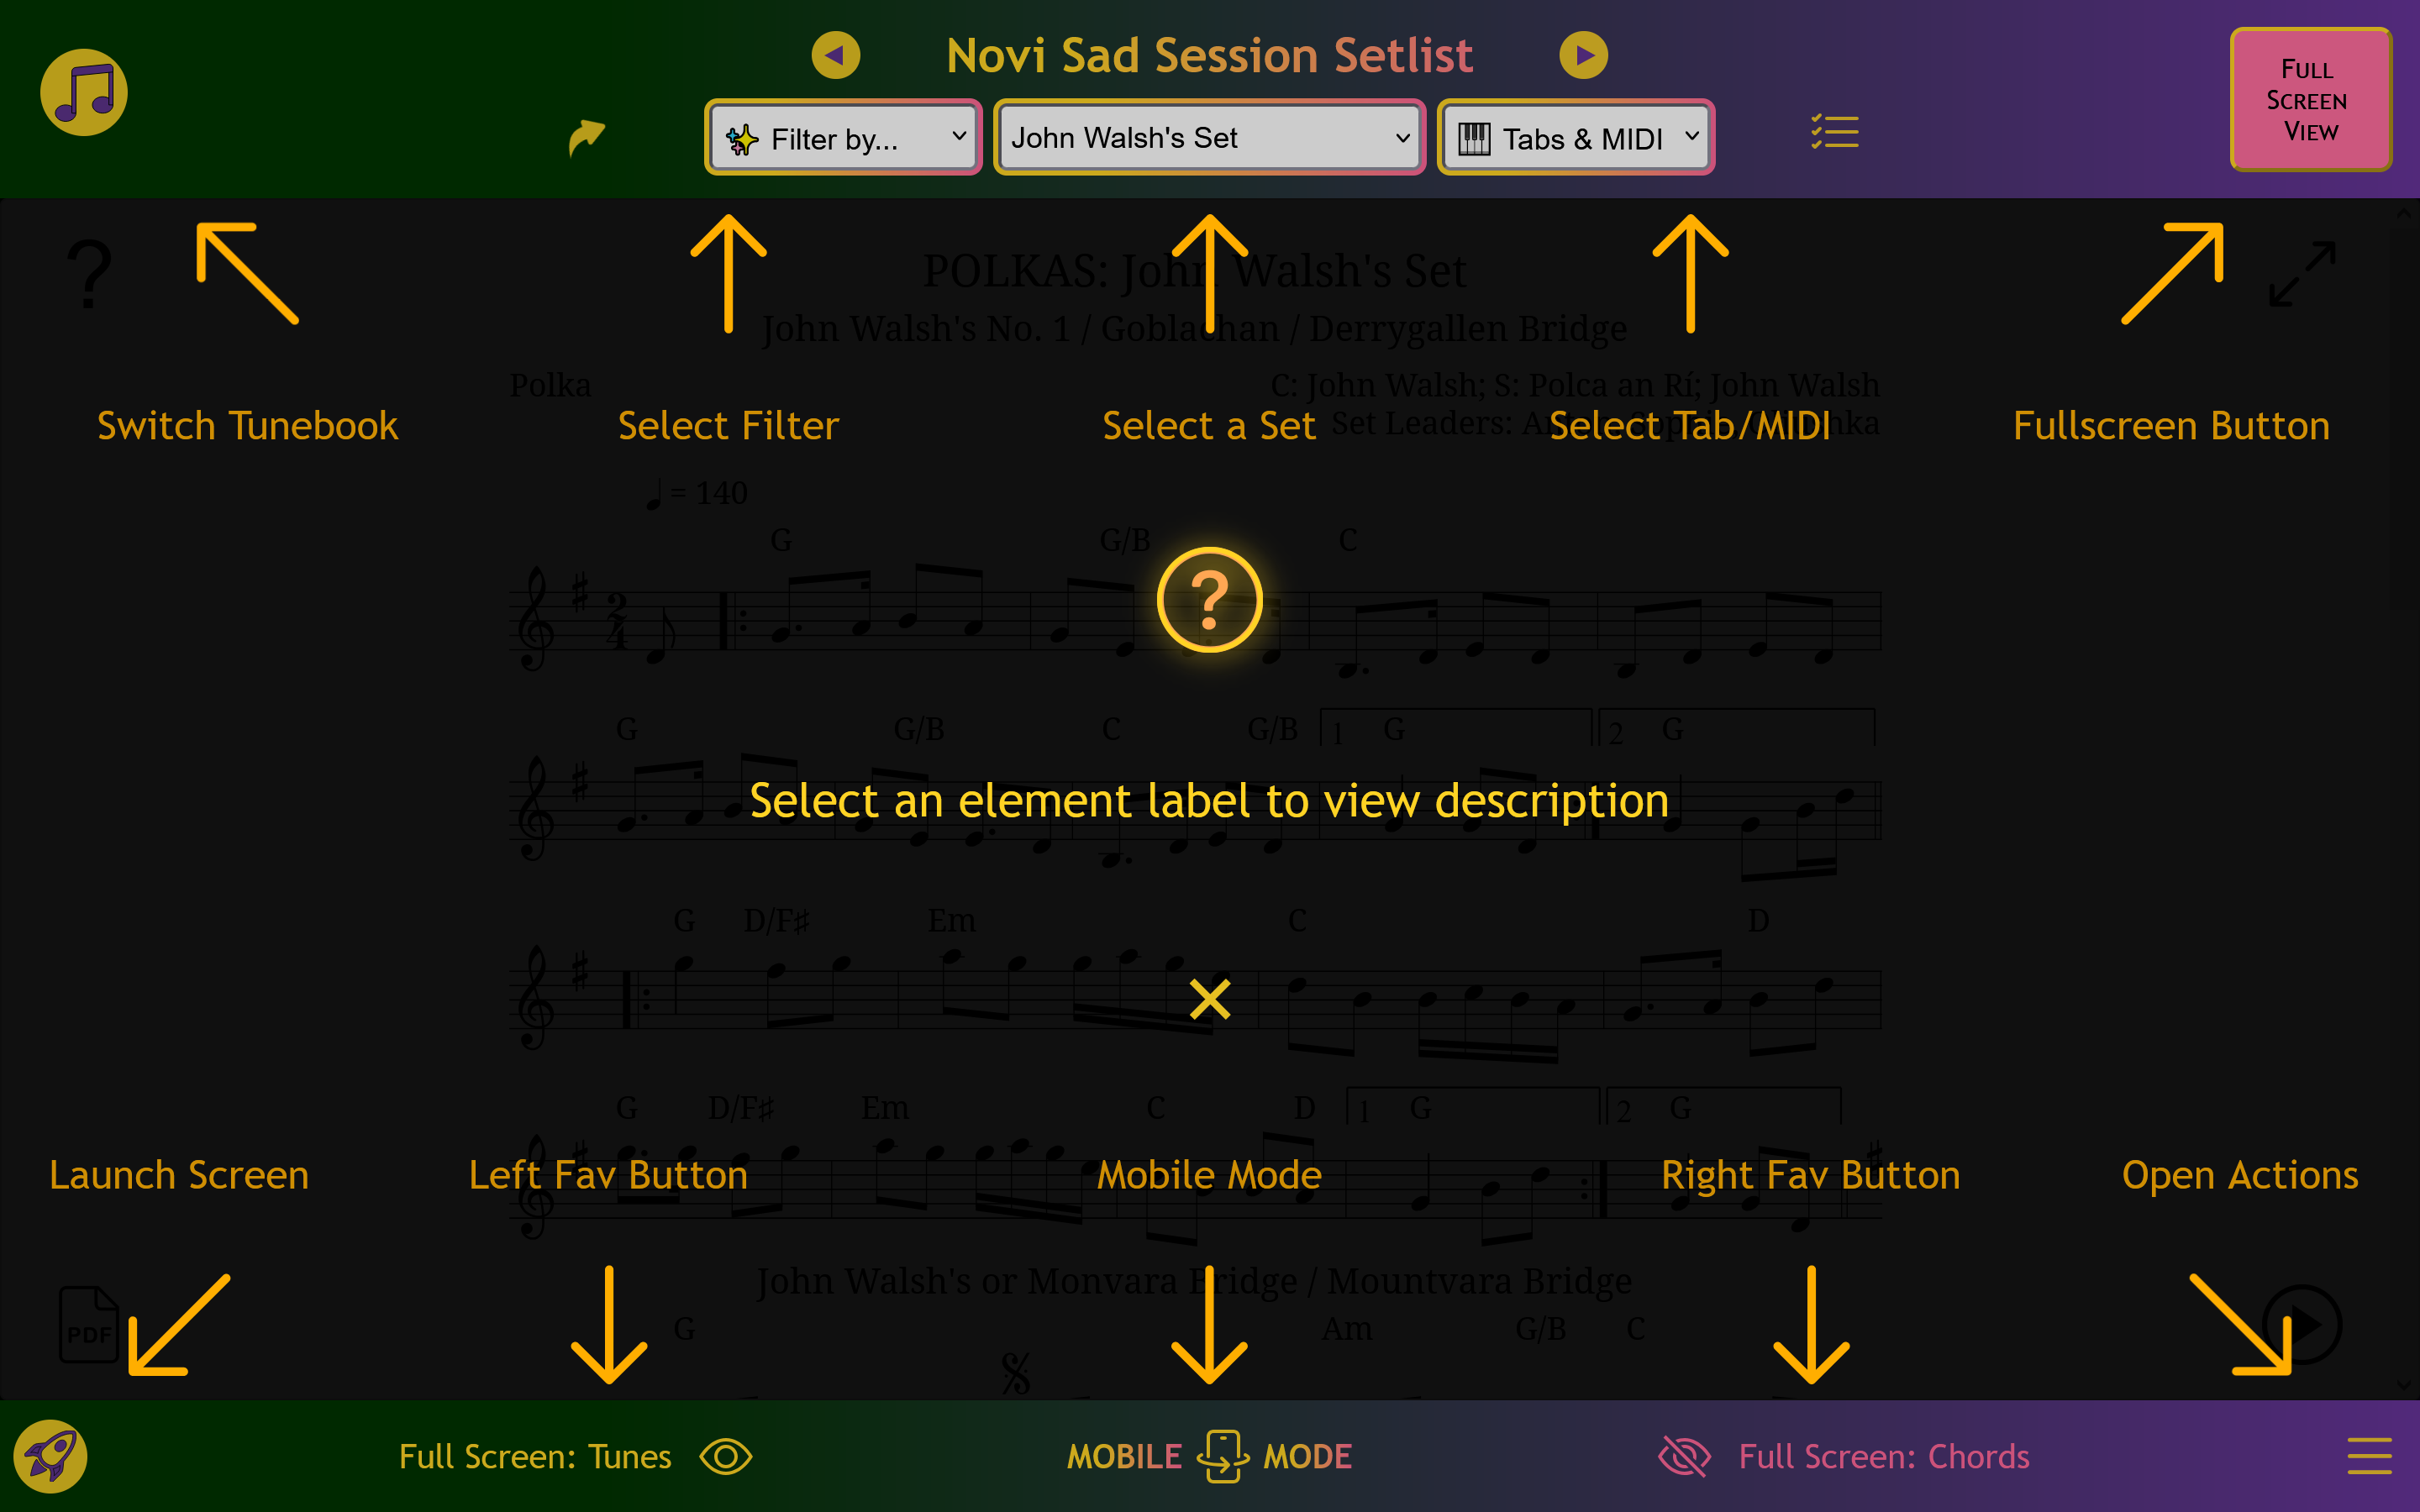 Novi Sad Session Setlist
Filter by...
John Walsh's Set
Tabs & MIDI
FULL
SCREEN
VIEW
?
POLKAS: John Walsh's Set
John Walsh's No. 1 / Goblachan / Derrygallen Bridge
Polka
C: John Walsh; S: Polca an Rí; John Walsh
Set Leaders:
Switch Tunebook
Select Filter
Select a Set
Select Tab/MIDI
Fullscreen Button
= 140
G G/B C
?
2
4
G G/B C G/B 1 G 2 G
Select an element label to view description
G D/F♯ Em C D
G D/F♯ Em C D 1 G 2 G
Launch Screen
Left Fav Button
Mobile Mode
Right Fav Button
Open Actions
John Walsh's or Monvara Bridge / Mountvara Bridge
PDF
G Am G/B C
Full Screen: Tunes
MOBILE MODE
Full Screen: Chords